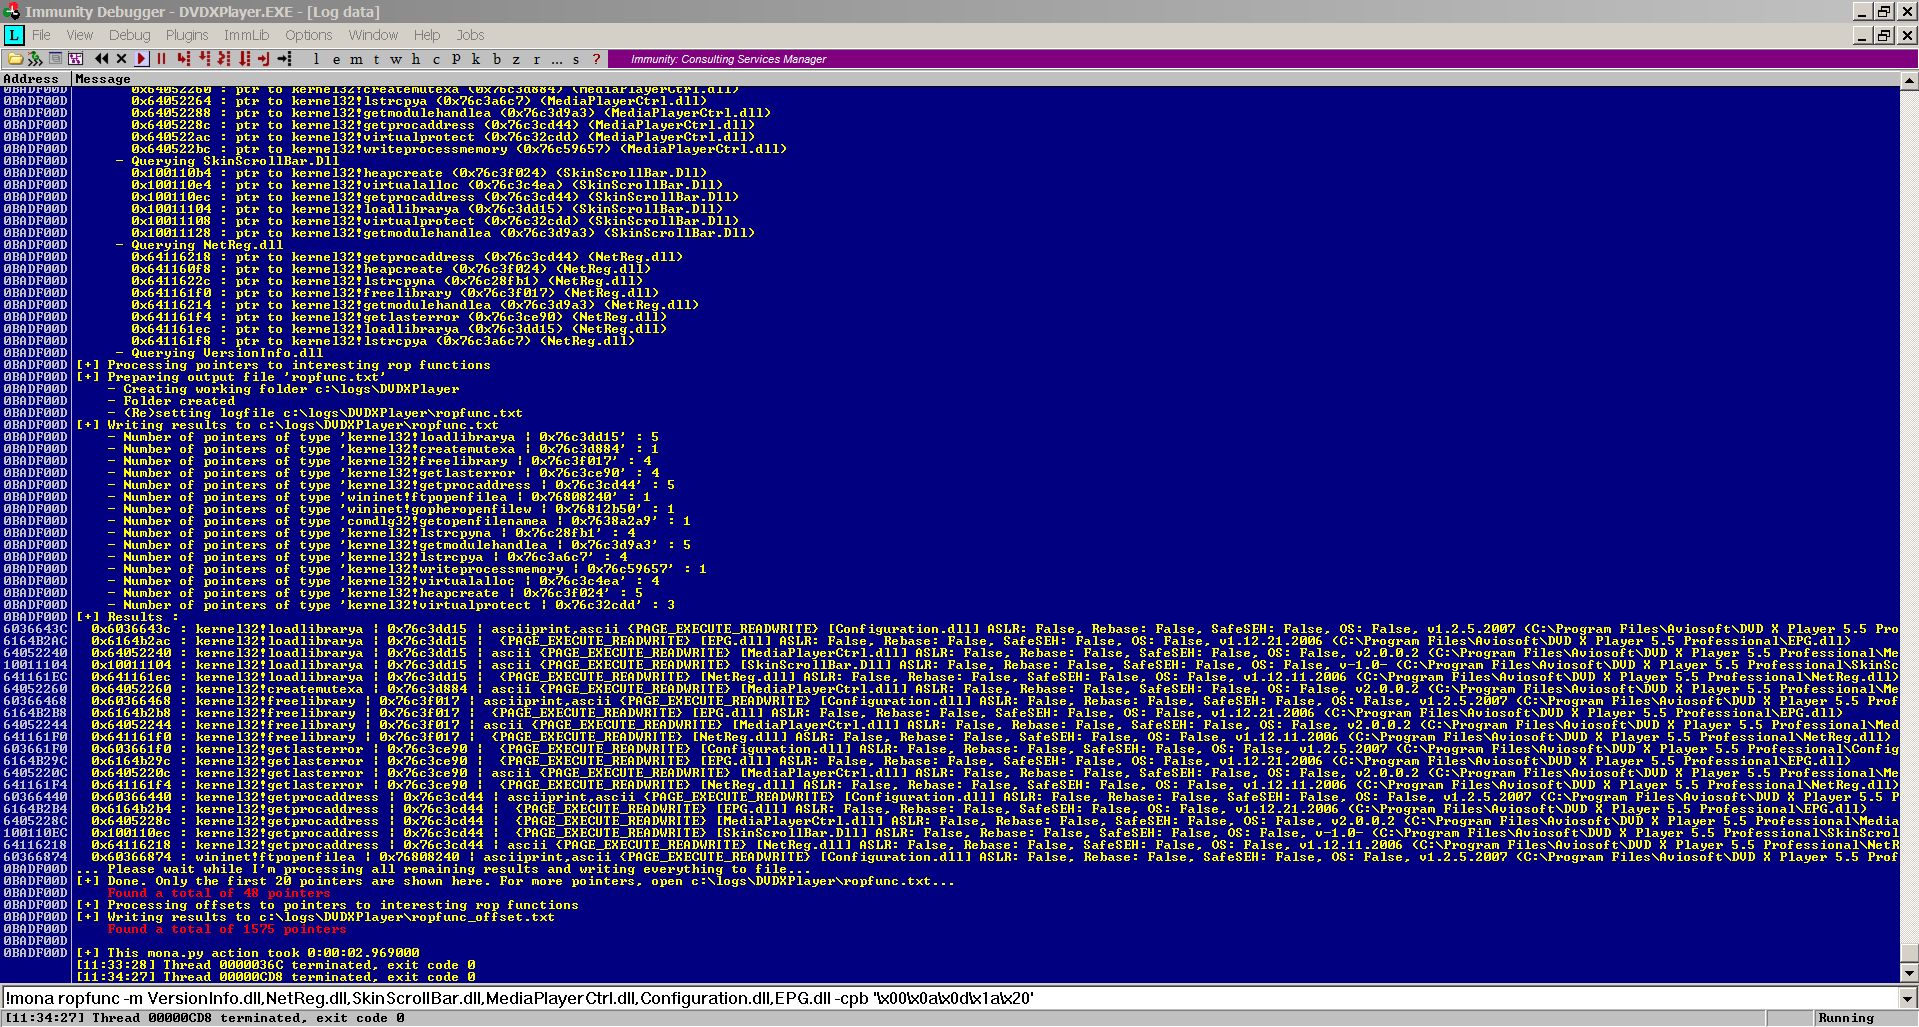 Immunity Debugger - DVDXPlayer.EXE - [Log data]
L File View Debug Plugins ImmLib Options Window Help Jobs
l e m t w h c P k b z r ... s ? Immunity: Consulting Services Manager
Address Message
0BADF00D 0x64052260 : ptr to kernel32!createmutexa (0x76c3d884) (MediaPlayerCtrl.dll)
0BADF00D 0x64052264 : ptr to kernel32!lstrcpya (0x76c3a6c7) (MediaPlayerCtrl.dll)
0BADF00D 0x64052288 : ptr to kernel32!getmodulehandlea (0x76c3d9a3) (MediaPlayerCtrl.dll)
0BADF00D 0x6405228c : ptr to kernel32!getprocaddress (0x76c3cd44) (MediaPlayerCtrl.dll)
0BADF00D 0x640522ac : ptr to kernel32!virtualprotect (0x76c32cdd) (MediaPlayerCtrl.dll)
0BADF00D 0x640522bc : ptr to kernel32!writeprocessmemory (0x76c59657) (MediaPlayerCtrl.dll)
0BADF00D - Querying SkinScrollBar.Dll
0BADF00D 0x100110b4 : ptr to kernel32!heapcreate (0x76c3f024) (SkinScrollBar.Dll)
0BADF00D 0x100110e4 : ptr to kernel32!virtualalloc (0x76c3c4ea) (SkinScrollBar.Dll)
0BADF00D 0x100110ec : ptr to kernel32!getprocaddress (0x76c3cd44) (SkinScrollBar.Dll)
0BADF00D 0x10011104 : ptr to kernel32!loadlibrarya (0x76c3dd15) (SkinScrollBar.Dll)
0BADF00D 0x10011108 : ptr to kernel32!virtualprotect (0x76c32cdd) (SkinScrollBar.Dll)
0BADF00D 0x10011128 : ptr to kernel32!getmodulehandlea (0x76c3d9a3) (SkinScrollBar.Dll)
0BADF00D - Querying NetReg.dll
0BADF00D 0x64116218 : ptr to kernel32!getprocaddress (0x76c3cd44) (NetReg.dll)
0BADF00D 0x641160f8 : ptr to kernel32!heapcreate (0x76c3f024) (NetReg.dll)
0BADF00D 0x6411622c : ptr to kernel32!lstrcpyna (0x76c28fb1) (NetReg.dll)
0BADF00D 0x641161f0 : ptr to kernel32!freelibrary (0x76c3f017) (NetReg.dll)
0BADF00D 0x64116214 : ptr to kernel32!getmodulehandlea (0x76c3d9a3) (NetReg.dll)
0BADF00D 0x641161f4 : ptr to kernel32!getlasterror (0x76c3ce90) (NetReg.dll)
0BADF00D 0x641161ec : ptr to kernel32!loadlibrarya (0x76c3dd15) (NetReg.dll)
0BADF00D 0x641161f8 : ptr to kernel32!lstrcpya (0x76c3a6c7) (NetReg.dll)
0BADF00D - Querying VersionInfo.dll
0BADF00D [+] Processing pointers to interesting rop functions
0BADF00D [+] Preparing output file 'ropfunc.txt'
0BADF00D - Creating working folder c:\logs\DVDXPlayer
0BADF00D - Folder created
0BADF00D - (Re)setting logfile c:\logs\DVDXPlayer\ropfunc.txt
0BADF00D [+] Writing results to c:\logs\DVDXPlayer\ropfunc.txt
0BADF00D - Number of pointers of type 'kernel32!loadlibrarya | 0x76c3dd15' : 5
0BADF00D - Number of pointers of type 'kernel32!createmutexa | 0x76c3d884' : 1
0BADF00D - Number of pointers of type 'kernel32!freelibrary | 0x76c3f017' : 4
0BADF00D - Number of pointers of type 'kernel32!getlasterror | 0x76c3ce90' : 4
0BADF00D - Number of pointers of type 'kernel32!getprocaddress | 0x76c3cd44' : 5
0BADF00D - Number of pointers of type 'wininet!ftpopenfilea | 0x76808240' : 1
0BADF00D - Number of pointers of type 'wininet!gopheropenfilew | 0x76812b50' : 1
0BADF00D - Number of pointers of type 'comdlg32!getopenfilenamea | 0x7638a2a9' : 1
0BADF00D - Number of pointers of type 'kernel32!lstrcpyna | 0x76c28fb1' : 4
0BADF00D - Number of pointers of type 'kernel32!getmodulehandlea | 0x76c3d9a3' : 5
0BADF00D - Number of pointers of type 'kernel32!lstrcpya | 0x76c3a6c7' : 4
0BADF00D - Number of pointers of type 'kernel32!writeprocessmemory | 0x76c59657' : 1
0BADF00D - Number of pointers of type 'kernel32!virtualalloc | 0x76c3c4ea' : 4
0BADF00D - Number of pointers of type 'kernel32!heapcreate | 0x76c3f024' : 5
0BADF00D - Number of pointers of type 'kernel32!virtualprotect | 0x76c32cdd' : 3
0BADF00D [+] Results :
6036643C 0x6036643c : kernel32!loadlibrarya | 0x76c3dd15 | asciiprint,ascii {PAGE_EXECUTE_READWRITE} [Configuration.dll] ASLR: False, Rebase: False, SafeSEH: False, OS: False, v1.2.5.2007 (C:\Program Files\Aviosoft\DVD X Player 5.5 Pro
6164B2AC 0x6164b2ac : kernel32!loadlibrarya | 0x76c3dd15 | {PAGE_EXECUTE_READWRITE} [EPG.dll] ASLR: False, Rebase: False, SafeSEH: False, OS: False, v1.12.21.2006 (C:\Program Files\Aviosoft\DVD X Player 5.5 Professional\EPG.dll)
64052240 0x64052240 : kernel32!loadlibrarya | 0x76c3dd15 | ascii {PAGE_EXECUTE_READWRITE} [MediaPlayerCtrl.dll] ASLR: False, Rebase: False, SafeSEH: False, OS: False, v2.0.0.2 (C:\Program Files\Aviosoft\DVD X Player 5.5 Professional\Me
10011104 0x10011104 : kernel32!loadlibrarya | 0x76c3dd15 | ascii {PAGE_EXECUTE_READWRITE} [SkinScrollBar.Dll] ASLR: False, Rebase: False, SafeSEH: False, OS: False, v-1.0- (C:\Program Files\Aviosoft\DVD X Player 5.5 Professional\SkinSc
641161EC 0x641161ec : kernel32!loadlibrarya | 0x76c3dd15 | {PAGE_EXECUTE_READWRITE} [NetReg.dll] ASLR: False, Rebase: False, SafeSEH: False, OS: False, v1.12.11.2006 (C:\Program Files\Aviosoft\DVD X Player 5.5 Professional\NetReg.dll)
64052260 0x64052260 : kernel32!createmutexa | 0x76c3d884 | ascii {PAGE_EXECUTE_READWRITE} [MediaPlayerCtrl.dll] ASLR: False, Rebase: False, SafeSEH: False, OS: False, v2.0.0.2 (C:\Program Files\Aviosoft\DVD X Player 5.5 Professional\Me
60366468 0x60366468 : kernel32!freelibrary | 0x76c3f017 | asciiprint,ascii {PAGE_EXECUTE_READWRITE} [Configuration.dll] ASLR: False, Rebase: False, SafeSEH: False, OS: False, v1.2.5.2007 (C:\Program Files\Aviosoft\DVD X Player 5.5 Prof
6164B2B8 0x6164b2b8 : kernel32!freelibrary | 0x76c3f017 | {PAGE_EXECUTE_READWRITE} [EPG.dll] ASLR: False, Rebase: False, SafeSEH: False, OS: False, v1.12.21.2006 (C:\Program Files\Aviosoft\DVD X Player 5.5 Professional\EPG.dll)
64052244 0x64052244 : kernel32!freelibrary | 0x76c3f017 | ascii {PAGE_EXECUTE_READWRITE} [MediaPlayerCtrl.dll] ASLR: False, Rebase: False, SafeSEH: False, OS: False, v2.0.0.2 (C:\Program Files\Aviosoft\DVD X Player 5.5 Professional\Med
641161F0 0x641161f0 : kernel32!freelibrary | 0x76c3f017 | {PAGE_EXECUTE_READWRITE} [NetReg.dll] ASLR: False, Rebase: False, SafeSEH: False, OS: False, v1.12.11.2006 (C:\Program Files\Aviosoft\DVD X Player 5.5 Professional\NetReg.dll)
603661F0 0x603661f0 : kernel32!getlasterror | 0x76c3ce90 | {PAGE_EXECUTE_READWRITE} [Configuration.dll] ASLR: False, Rebase: False, SafeSEH: False, OS: False, v1.2.5.2007 (C:\Program Files\Aviosoft\DVD X Player 5.5 Professional\Config
6164B29C 0x6164b29c : kernel32!getlasterror | 0x76c3ce90 | {PAGE_EXECUTE_READWRITE} [EPG.dll] ASLR: False, Rebase: False, SafeSEH: False, OS: False, v1.12.21.2006 (C:\Program Files\Aviosoft\DVD X Player 5.5 Professional\EPG.dll)
6405220C 0x6405220c : kernel32!getlasterror | 0x76c3ce90 | ascii {PAGE_EXECUTE_READWRITE} [MediaPlayerCtrl.dll] ASLR: False, Rebase: False, SafeSEH: False, OS: False, v2.0.0.2 (C:\Program Files\Aviosoft\DVD X Player 5.5 Professional\Me
641161F4 0x641161f4 : kernel32!getlasterror | 0x76c3ce90 | {PAGE_EXECUTE_READWRITE} [NetReg.dll] ASLR: False, Rebase: False, SafeSEH: False, OS: False, v1.12.11.2006 (C:\Program Files\Aviosoft\DVD X Player 5.5 Professional\NetReg.dll)
60366440 0x60366440 : kernel32!getprocaddress | 0x76c3cd44 | asciiprint,ascii {PAGE_EXECUTE_READWRITE} [Configuration.dll] ASLR: False, Rebase: False, SafeSEH: False, OS: False, v1.2.5.2007 (C:\Program Files\Aviosoft\DVD X Player 5.5 P
6164B2B4 0x6164b2b4 : kernel32!getprocaddress | 0x76c3cd44 | {PAGE_EXECUTE_READWRITE} [EPG.dll] ASLR: False, Rebase: False, SafeSEH: False, OS: False, v1.12.21.2006 (C:\Program Files\Aviosoft\DVD X Player 5.5 Professional\EPG.dll)
6405228C 0x6405228c : kernel32!getprocaddress | 0x76c3cd44 | {PAGE_EXECUTE_READWRITE} [MediaPlayerCtrl.dll] ASLR: False, Rebase: False, SafeSEH: False, OS: False, v2.0.0.2 (C:\Program Files\Aviosoft\DVD X Player 5.5 Professional\Media
100110EC 0x100110ec : kernel32!getprocaddress | 0x76c3cd44 | {PAGE_EXECUTE_READWRITE} [SkinScrollBar.Dll] ASLR: False, Rebase: False, SafeSEH: False, OS: False, v-1.0- (C:\Program Files\Aviosoft\DVD X Player 5.5 Professional\SkinScrol
64116218 0x64116218 : kernel32!getprocaddress | 0x76c3cd44 | ascii {PAGE_EXECUTE_READWRITE} [NetReg.dll] ASLR: False, Rebase: False, SafeSEH: False, OS: False, v1.12.11.2006 (C:\Program Files\Aviosoft\DVD X Player 5.5 Professional\NetR
60366874 0x60366874 : wininet!ftpopenfilea | 0x76808240 | asciiprint,ascii {PAGE_EXECUTE_READWRITE} [Configuration.dll] ASLR: False, Rebase: False, SafeSEH: False, OS: False, v1.2.5.2007 (C:\Program Files\Aviosoft\DVD X Player 5.5 Prof
0BADF00D ... Please wait while I'm processing all remaining results and writing everything to file...
0BADF00D [+] Done. Only the first 20 pointers are shown here. For more pointers, open c:\logs\DVDXPlayer\ropfunc.txt...
0BADF00D Found a total of 48 pointers
0BADF00D [+] Processing offsets to pointers to interesting rop functions
0BADF00D [+] Writing results to c:\logs\DVDXPlayer\ropfunc_offset.txt
0BADF00D Found a total of 1575 pointers
0BADF00D
0BADF00D [+] This mona.py action took 0:00:02.969000
[11:33:28] Thread 0000036C terminated, exit code 0
[11:34:27] Thread 00000CD8 terminated, exit code 0
!mona ropfunc -m VersionInfo.dll,NetReg.dll,SkinScrollBar.dll,MediaPlayerCtrl.dll,Configuration.dll,EPG.dll -cpb '\x00\x0a\x0d\x1a\x20'
[11:34:27] Thread 00000CD8 terminated, exit code 0 Running